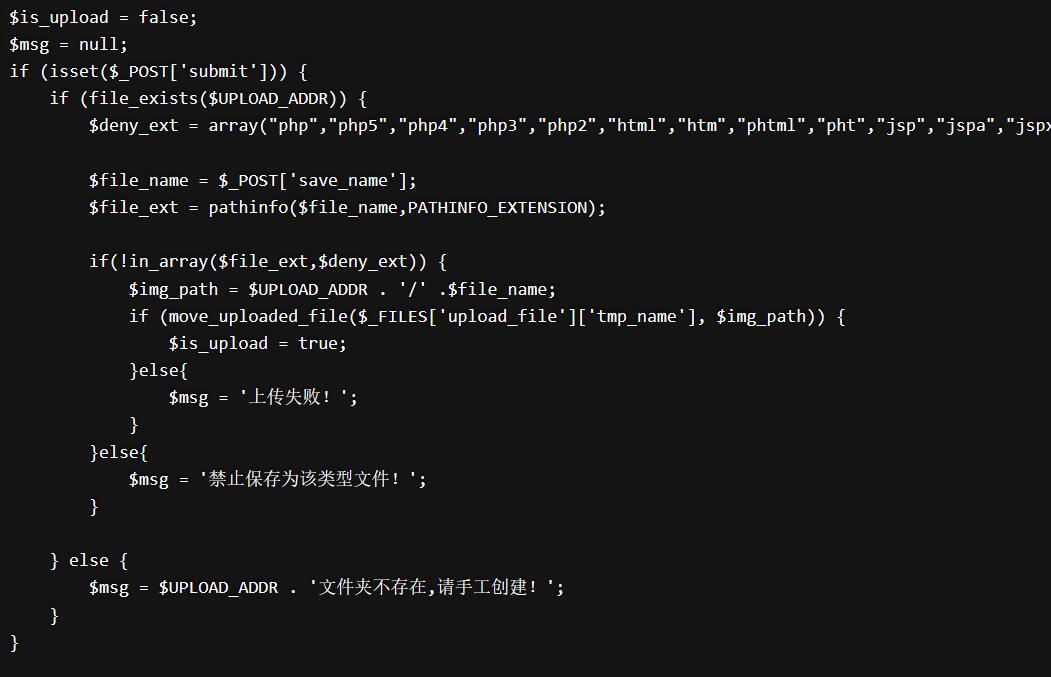 $is_upload = false;
$msg = null;
if (isset($_POST['submit'])) {
    if (file_exists($UPLOAD_ADDR)) {
        $deny_ext = array("php","php5","php4","php3","php2","html","htm","phtml","pht","jsp","jspa","jspx
        $file_name = $_POST['save_name'];
        $file_ext = pathinfo($file_name,PATHINFO_EXTENSION);
        if(!in_array($file_ext,$deny_ext)) {
            $img_path = $UPLOAD_ADDR . '/' .$file_name;
            if (move_uploaded_file($_FILES['upload_file']['tmp_name'], $img_path)) {
                $is_upload = true;
            }else{
                $msg = '上传失败！';
            }
        }else{
            $msg = '禁止保存为该类型文件！';
        }
    } else {
        $msg = $UPLOAD_ADDR . '文件夹不存在,请手工创建！';
    }
}